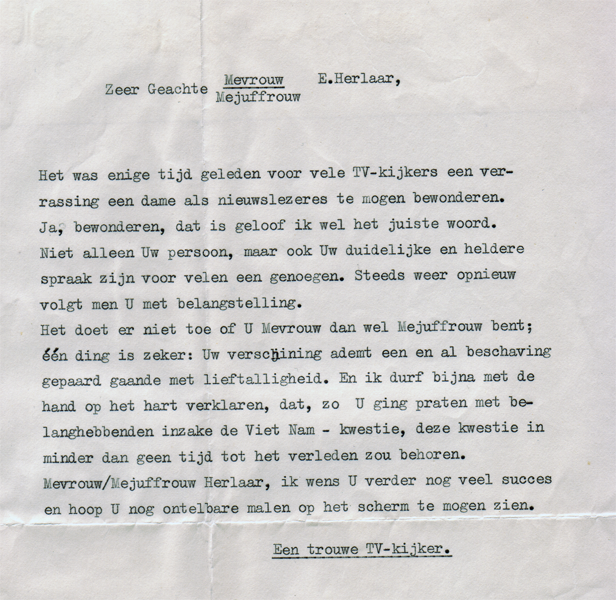 Zeer Geachte Mevrouw E.Herlaar,
Mejuffrouw
Het was enige tijd geleden voor vele TV-kijkers een ver-
rassing een dame als nieuwslezeres te mogen bewonderen.
Ja, bewonderen, dat is geloof ik wel het juiste woord.
Niet alleen Uw persoon, maar ook Uw duidelijke en heldere
spraak zijn voor velen een genoegen. Steeds weer opnieuw
volgt men U met belangstelling.
Het doet er niet toe of U Mevrouw dan wel Mejuffrouw bent;
één ding is zeker: Uw verschining ademt een en al beschaving
gepaard gaande met lieftalligheid. En ik durf bijna met de
hand op het hart verklaren, dat, zo U ging praten met be-
langhebbenden inzake de Viet Nam - kwestie, deze kwestie in
minder dan geen tijd tot het verleden zou behoren.
Mevrouw/Mejuffrouw Herlaar, ik wens U verder nog veel succes
en hoop U nog ontelbare malen op het scherm te mogen zien.
Een trouwe TV-kijker.